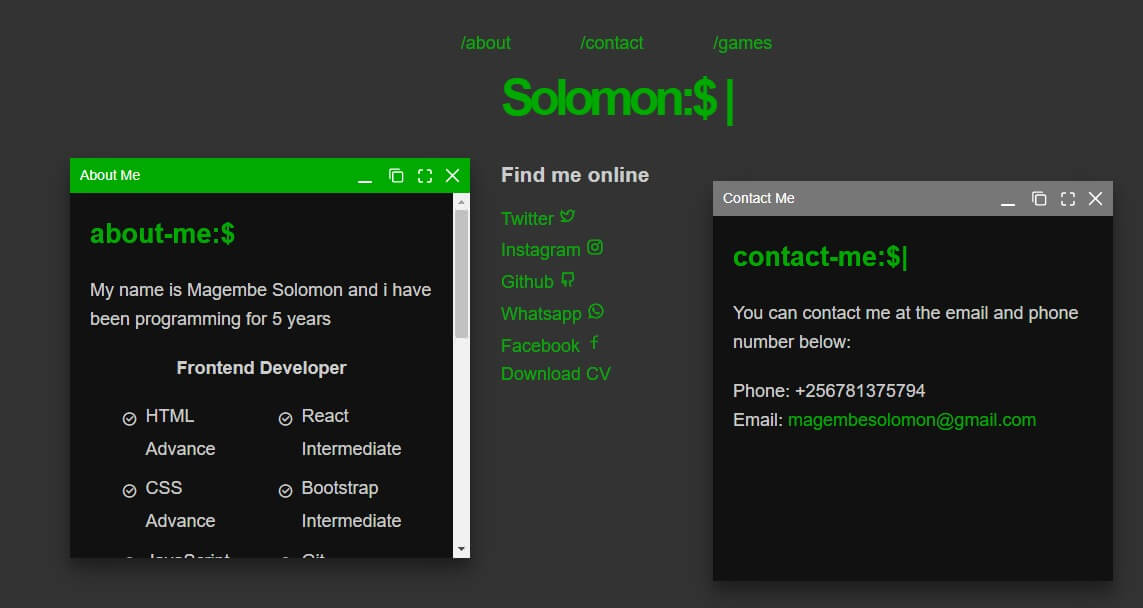 /about /contact /games
Solomon:$ |
About Me
about-me:$
My name is Magembe Solomon and i have
been programming for 5 years
Frontend Developer
HTML React
Advance Intermediate
CSS Bootstrap
Advance Intermediate
JavaScript Git
Find me online
Twitter
Instagram
Github
Whatsapp
Facebook
Download CV
Contact Me
contact-me:$|
You can contact me at the email and phone
number below:
Phone: +256781375794
Email: magembesolomon@gmail.com